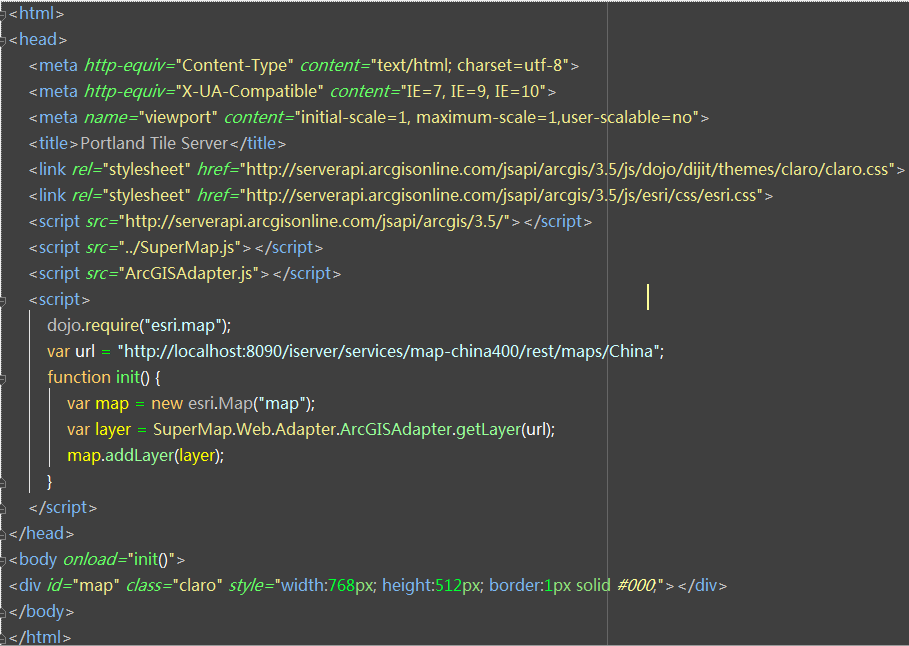 <html>
<head>
<meta http-equiv="Content-Type" content="text/html; charset=utf-8">
<meta http-equiv="X-UA-Compatible" content="IE=7, IE=9, IE=10">
<meta name="viewport" content="initial-scale=1, maximum-scale=1,user-scalable=no">
<title>Portland Tile Server</title>
<link rel="stylesheet" href="http://serverapi.arcgisonline.com/jsapi/arcgis/3.5/js/dojo/dijit/themes/claro/claro.css">
<link rel="stylesheet" href="http://serverapi.arcgisonline.com/jsapi/arcgis/3.5/js/esri/css/esri.css">
<script src="http://serverapi.arcgisonline.com/jsapi/arcgis/3.5/"></script>
<script src="../SuperMap.js"></script>
<script src="ArcGISAdapter.js"></script>
<script>
dojo.require("esri.map");
var url = "http://localhost:8090/iserver/services/map-china400/rest/maps/China";
function init() {
var map = new esri.Map("map");
var layer = SuperMap.Web.Adapter.ArcGISAdapter.getLayer(url);
map.addLayer(layer);
}
</script>
</head>
<body onload="init()">
<div id="map" class="claro" style="width:768px; height:512px; border:1px solid #000;"></div>
</body>
</html>